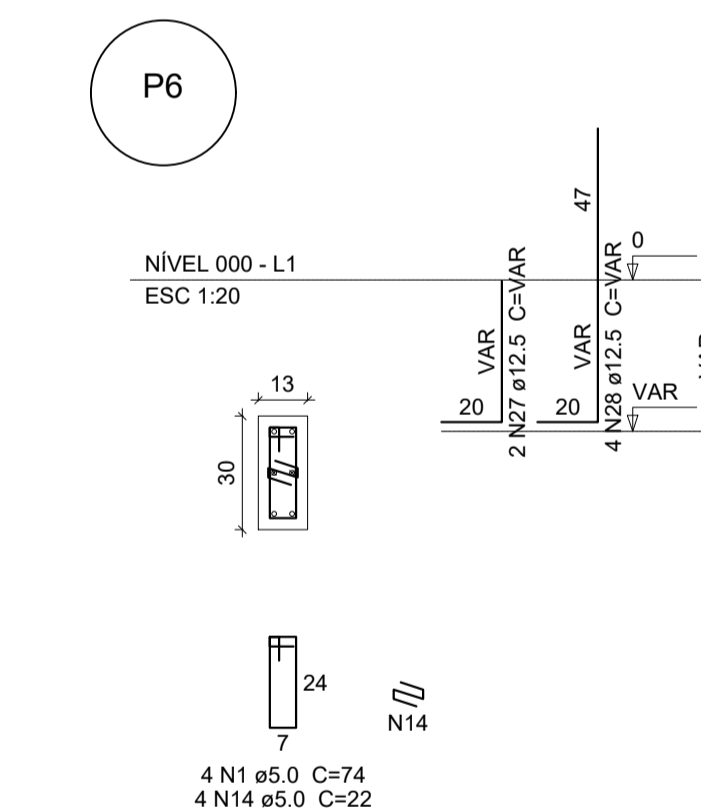 P6
NÍVEL 000 - L1
ESC 1:20
13
30
47
0
VAR
VAR
VAR
20
20
2 N27 ø12.5 C=VAR
4 N28 ø12.5 C=VAR
VAR
24
7
N14
4 N1 ø5.0 C=74
4 N14 ø5.0 C=22